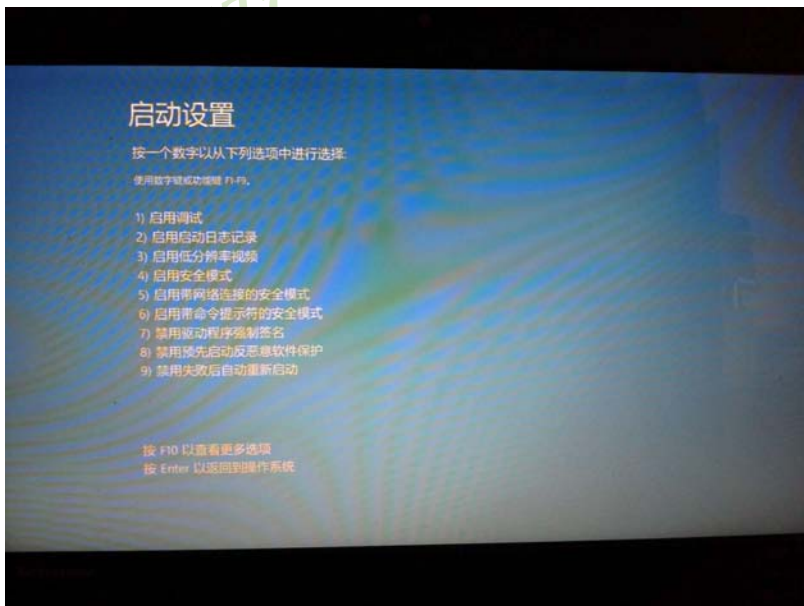 启动设置
按一个数字以从下列选项中进行选择:
使用数字键或功能键 F1-F9。
1) 启用调试
2) 启用启动日志记录
3) 启用低分辨率视频
4) 启用安全模式
5) 启用带网络连接的安全模式
6) 启用带命令提示符的安全模式
7) 禁用驱动程序强制签名
8) 禁用预先启动反恶意软件保护
9) 禁用失败后自动重新启动
按 F10 以查看更多选项
按 Enter 以返回到操作系统